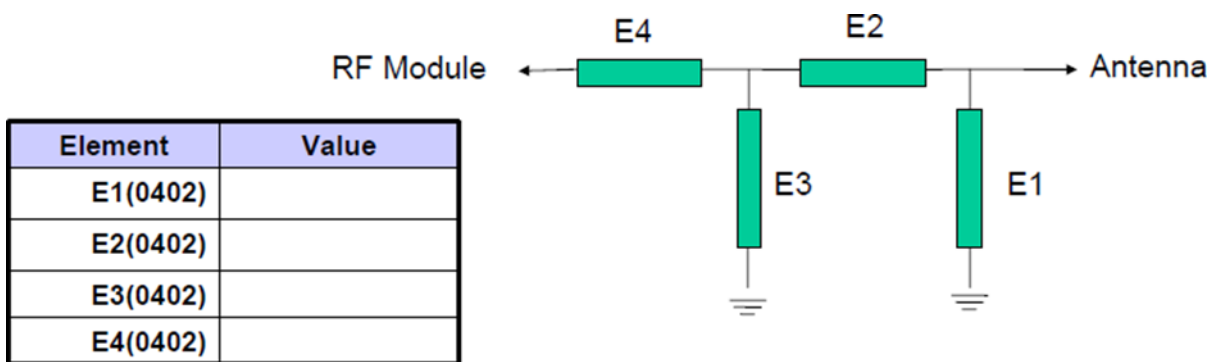 E4
E2
RF Module
Antenna
E3
E1
Element Value
E1(0402)
E2(0402)
E3(0402)
E4(0402)